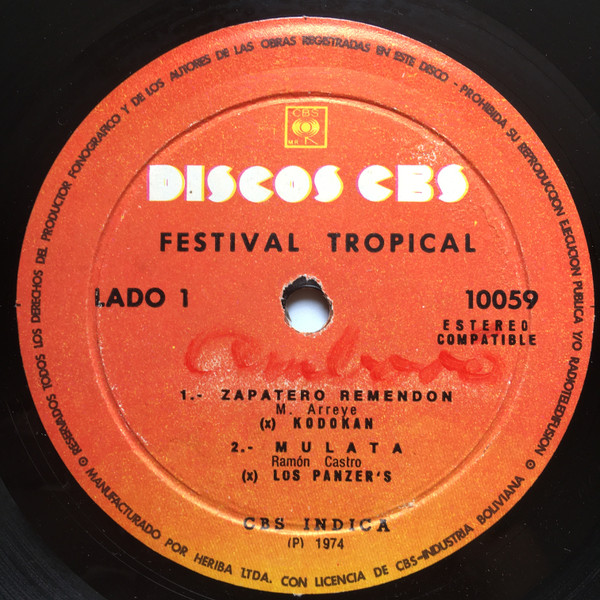 ® RESERVADOS TODOS LOS DERECHOS DEL PRODUCTOR FONOGRAFICO Y DE LOS AUTORES DE LAS OBRAS REGISTRADAS EN ESTE DISCO - PROHIBIDA SU REPRODUCCION EJECUCION PUBLICA Y/O RADIOTELEDIFUSION ©
CBS
DISCOS CBS
FESTIVAL TROPICAL
LADO 1
10059
ESTEREO
COMPATIBLE
1.- ZAPATERO REMENDON
M. Arreye
(x) KODOKAN
2.- MULATA
Ramón Castro
(x) LOS PANZER'S
CBS INDICA
(P) 1974
MANUFACTURADO POR HERIBA LTDA. CON LICENCIA DE CBS-INDUSTRIA BOLIVIANA